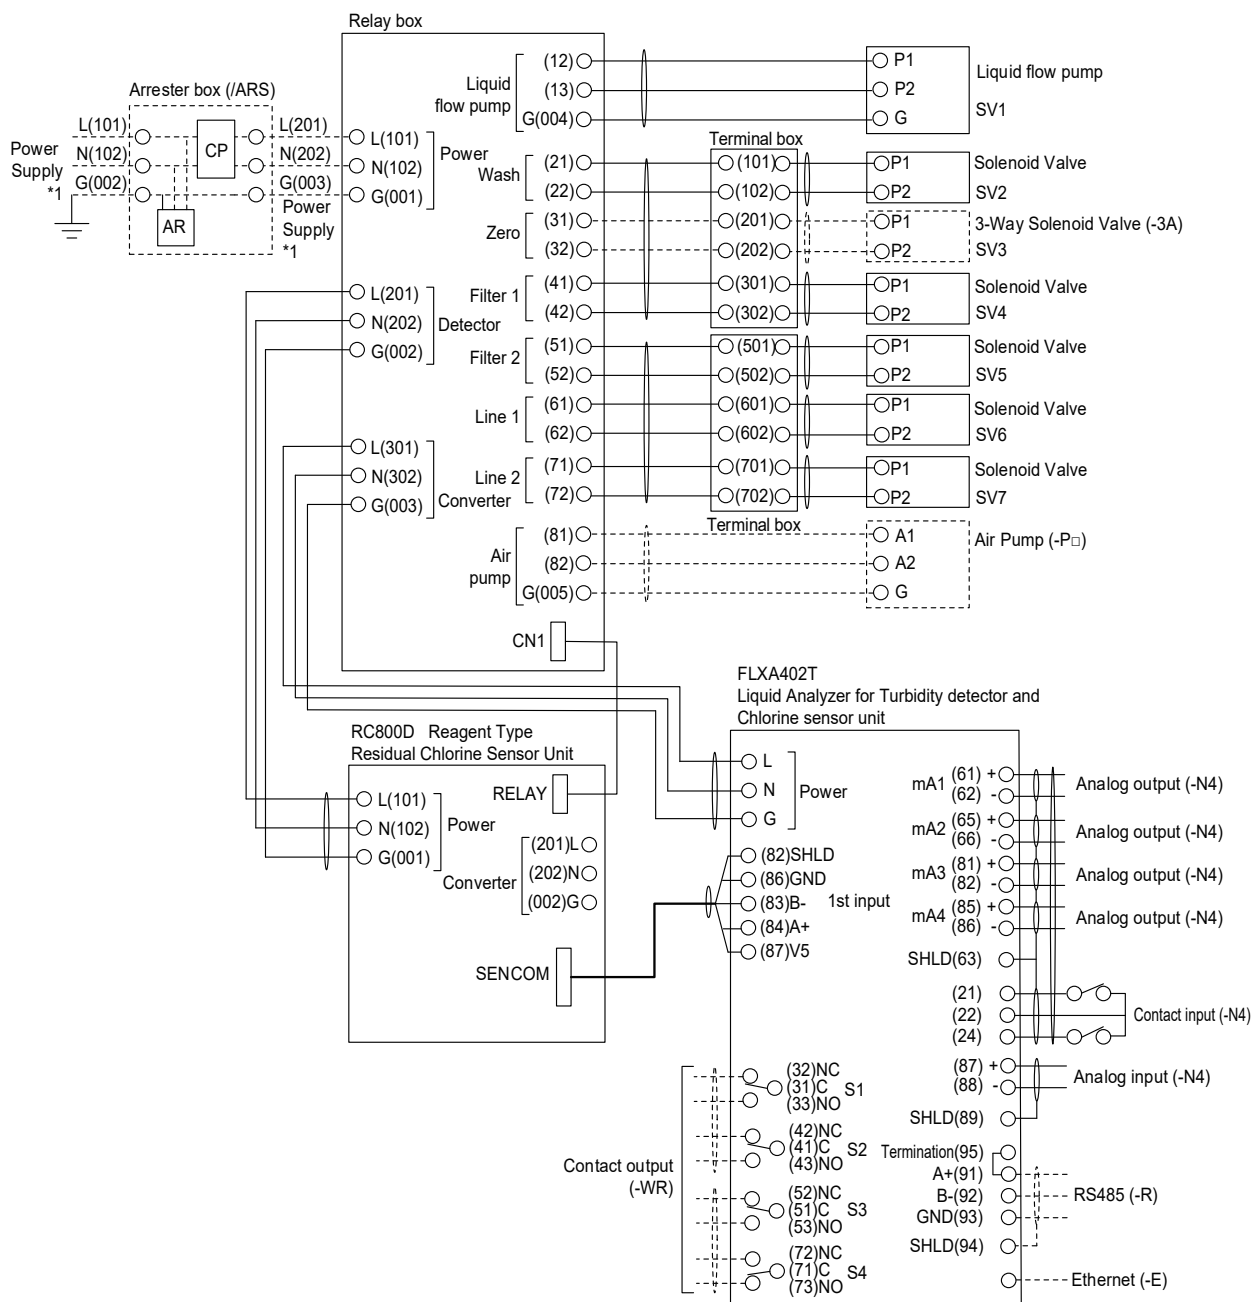 Relay box
Arrester box (/ARS)
Power
Supply
*1
L(101)
N(102)
G(002)
CP
AR
L(201)
N(202)
G(003)
Power
Supply
*1
L(101)
N(102)
G(001)
Power
L(201)
N(202)
G(002)
Detector
L(301)
N(302)
G(003)
Converter
Liquid
flow pump
(12)
(13)
G(004)
Wash
(21)
(22)
Zero
(31)
(32)
Filter 1
(41)
(42)
Filter 2
(51)
(52)
Line 1
(61)
(62)
Line 2
(71)
(72)
Air
pump
(81)
(82)
G(005)
CN1
Terminal box
(101)
(102)
(201)
(202)
(301)
(302)
(501)
(502)
(601)
(602)
(701)
(702)
Terminal box
P1
P2
G
Liquid flow pump
SV1
P1
P2
Solenoid Valve
SV2
P1
P2
3-Way Solenoid Valve (-3A)
SV3
P1
P2
Solenoid Valve
SV4
P1
P2
Solenoid Valve
SV5
P1
P2
Solenoid Valve
SV6
P1
P2
Solenoid Valve
SV7
A1
A2
G
Air Pump (-P□)
RC800D Reagent Type
Residual Chlorine Sensor Unit
RELAY
L(101)
N(102)
G(001)
Power
Converter
(201)L
(202)N
(002)G
SENCOM
FLXA402T
Liquid Analyzer for Turbidity detector and
Chlorine sensor unit
L
N
G
Power
(82)SHLD
(86)GND
(83)B-
(84)A+
(87)V5
1st input
mA1 (61) +
(62) -
Analog output (-N4)
mA2 (65) +
(66) -
Analog output (-N4)
mA3 (81) +
(82) -
Analog output (-N4)
mA4 (85) +
(86) -
Analog output (-N4)
SHLD(63)
(21)
(22)
(24)
Contact input (-N4)
(87) +
(88) -
Analog input (-N4)
SHLD(89)
Termination(95)
A+(91)
B-(92)
GND(93)
SHLD(94)
RS485 (-R)
Ethernet (-E)
Contact output
(-WR)
(32)NC
(31)C S1
(33)NO
(42)NC
(41)C S2
(43)NO
(52)NC
(51)C S3
(53)NO
(72)NC
(71)C S4
(73)NO